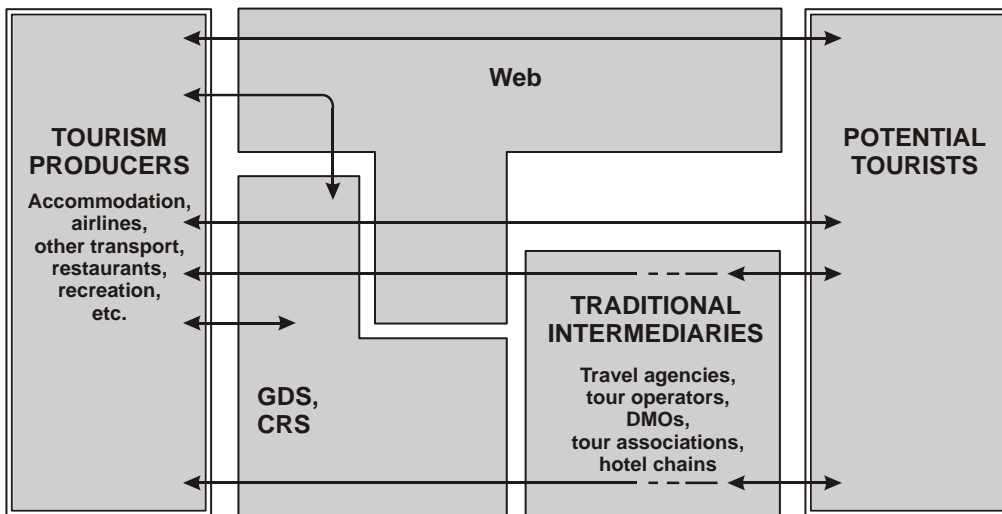 Web
TOURISM
PRODUCERS
Accommodation,
airlines,
other transport,
restaurants,
recreation,
etc.
POTENTIAL
TOURISTS
GDS,
CRS
TRADITIONAL
INTERMEDIARIES
Travel agencies,
tour operators,
DMOs,
tour associations,
hotel chains